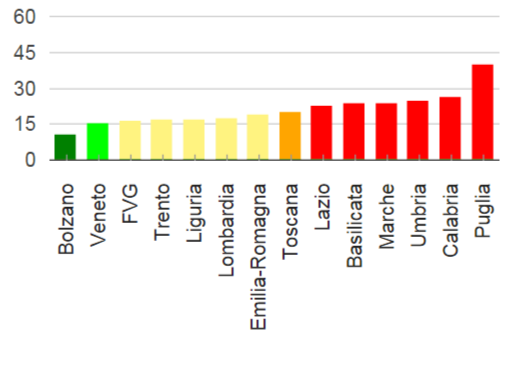 60
45
30
15
0
Bolzano
Veneto
FVG
Trento
Liguria
Lombardia
Emilia-Romagna
Toscana
Lazio
Basilicata
Marche
Umbria
Calabria
Puglia